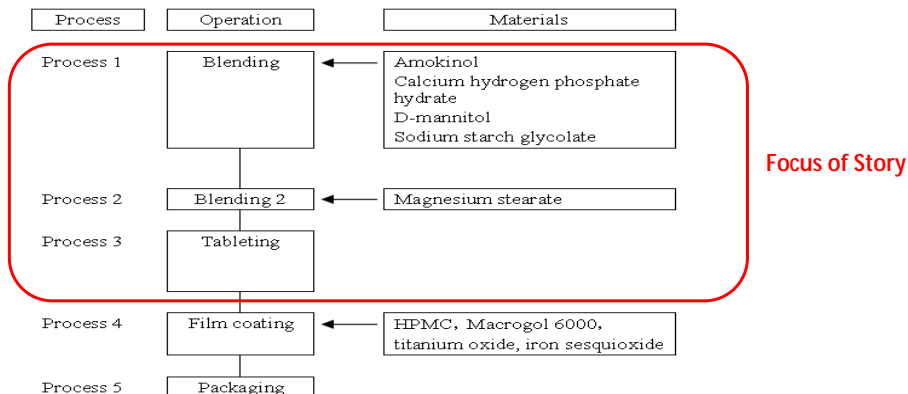 Process Operation Materials
Process 1 Blending Amokinol
Calcium hydrogen phosphate
hydrate
D-mannitol
Sodium starch glycolate
Focus of Story
Process 2 Blending 2 Magnesium stearate
Process 3 Tableting
Process 4 Film coating HPMC, Macrogol 6000,
titanium oxide, iron sesquioxide
Process 5 Packaging